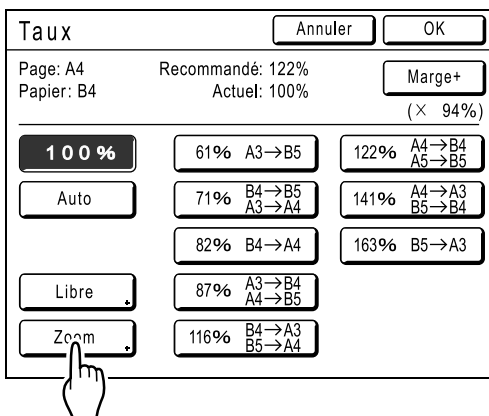 Taux
Annuler
OK
Page: A4
Papier: B4
Recommandé: 122%
Actuel: 100%
Marge+
(× 94%)
100%
Auto
Libre
Zoom
61% A3→B5
71% B4→B5
A3→A4
82% B4→A4
87% A3→B4
A4→B5
116% B4→A3
B5→A4
122% A4→B4
A5→B5
141% A4→A3
B5→B4
163% B5→A3